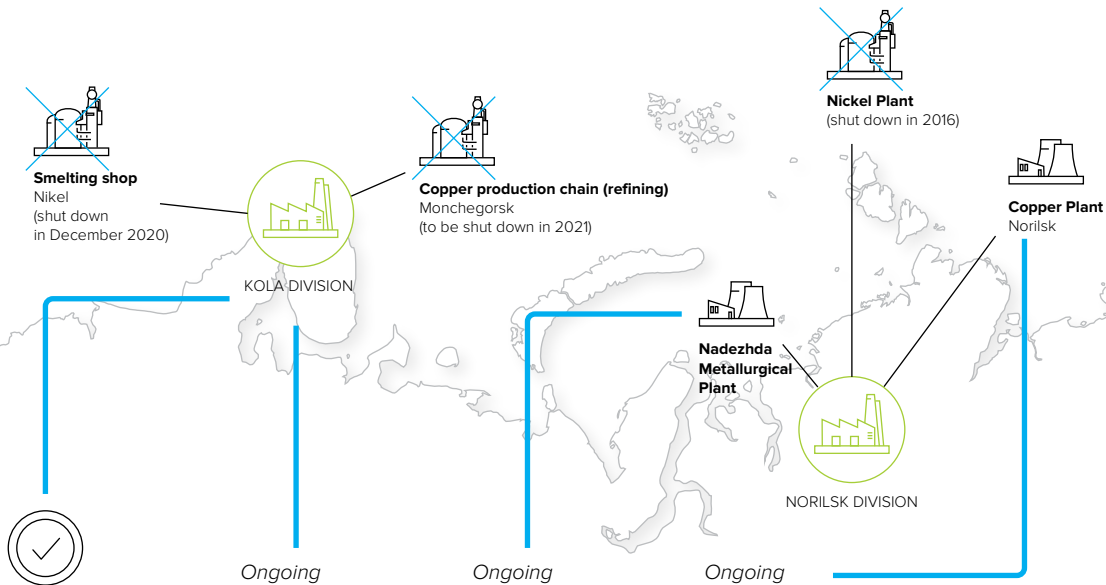 Nickel Plant
(shut down in 2016)
Smelting shop
Nikel
(shut down
in December 2020)
Copper production chain (refining)
Monchegorsk
(to be shut down in 2021)
Copper Plant
Norilsk
KOLA DIVISION
Nadezhda
Metallurgical
Plant
NORILSK DIVISION
Ongoing
Ongoing
Ongoing